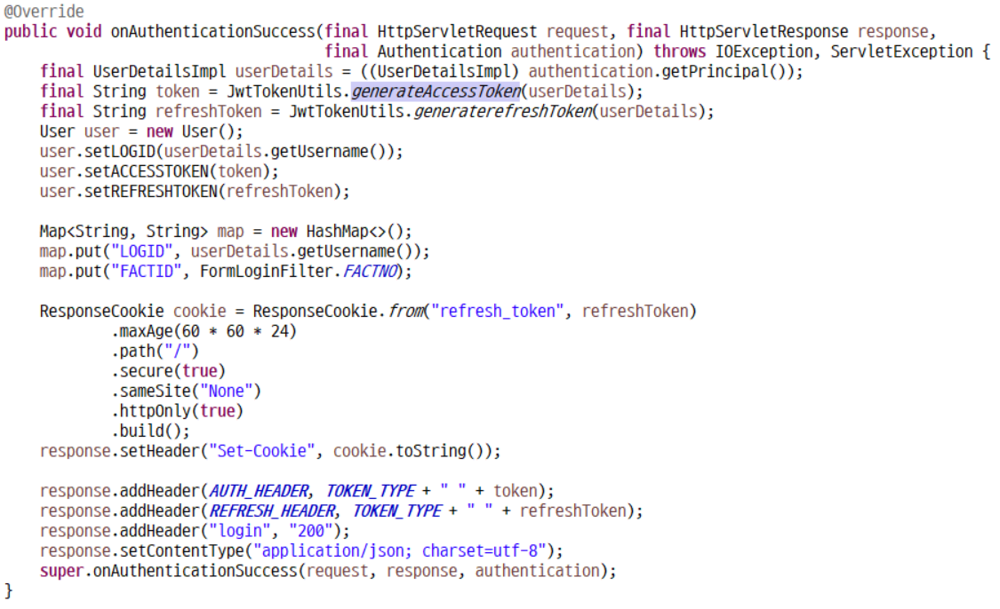 @Override
public void onAuthenticationSuccess(final HttpServletRequest request, final HttpServletResponse response,
final Authentication authentication) throws IOException, ServletException {
final UserDetailsImpl userDetails = ((UserDetailsImpl) authentication.getPrincipal());
final String token = JwtTokenUtils.generateAccessToken(userDetails);
final String refreshToken = JwtTokenUtils.generaterefreshToken(userDetails);
User user = new User();
user.setLOGID(userDetails.getUsername());
user.setACCESSTOKEN(token);
user.setREFRESHTOKEN(refreshToken);
Map<String, String> map = new HashMap<>();
map.put("LOGID", userDetails.getUsername());
map.put("FACTID", FormLoginFilter.FACTNO);
ResponseCookie cookie = ResponseCookie.from("refresh_token", refreshToken)
.maxAge(60 * 60 * 24)
.path("/")
.secure(true)
.sameSite("None")
.httpOnly(true)
.build();
response.setHeader("Set-Cookie", cookie.toString());
response.addHeader(AUTH_HEADER, TOKEN_TYPE + " " + token);
response.addHeader(REFRESH_HEADER, TOKEN_TYPE + " " + refreshToken);
response.addHeader("login", "200");
response.setContentType("application/json; charset=utf-8");
super.onAuthenticationSuccess(request, response, authentication);
}